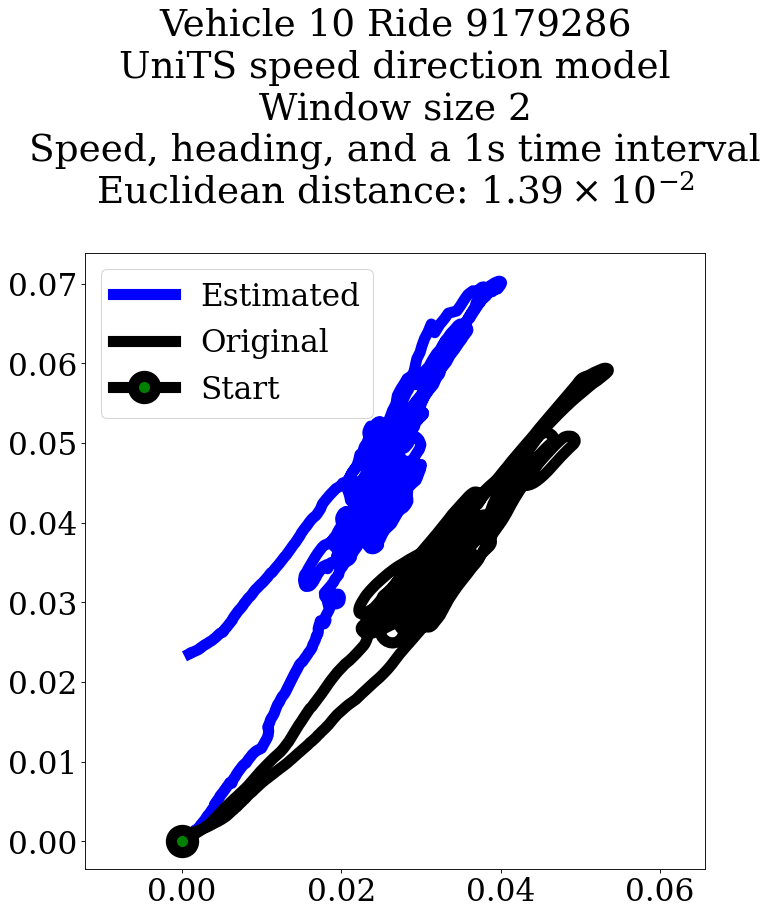 Vehicle 10 Ride 9179286
UniTS speed direction model
Window size 2
Speed, heading, and a 1s time interval
Euclidean distance: 1.39 × 10⁻²
Estimated
Original
Start
0.07
0.06
0.05
0.04
0.03
0.02
0.01
0.00
0.00 0.02 0.04 0.06